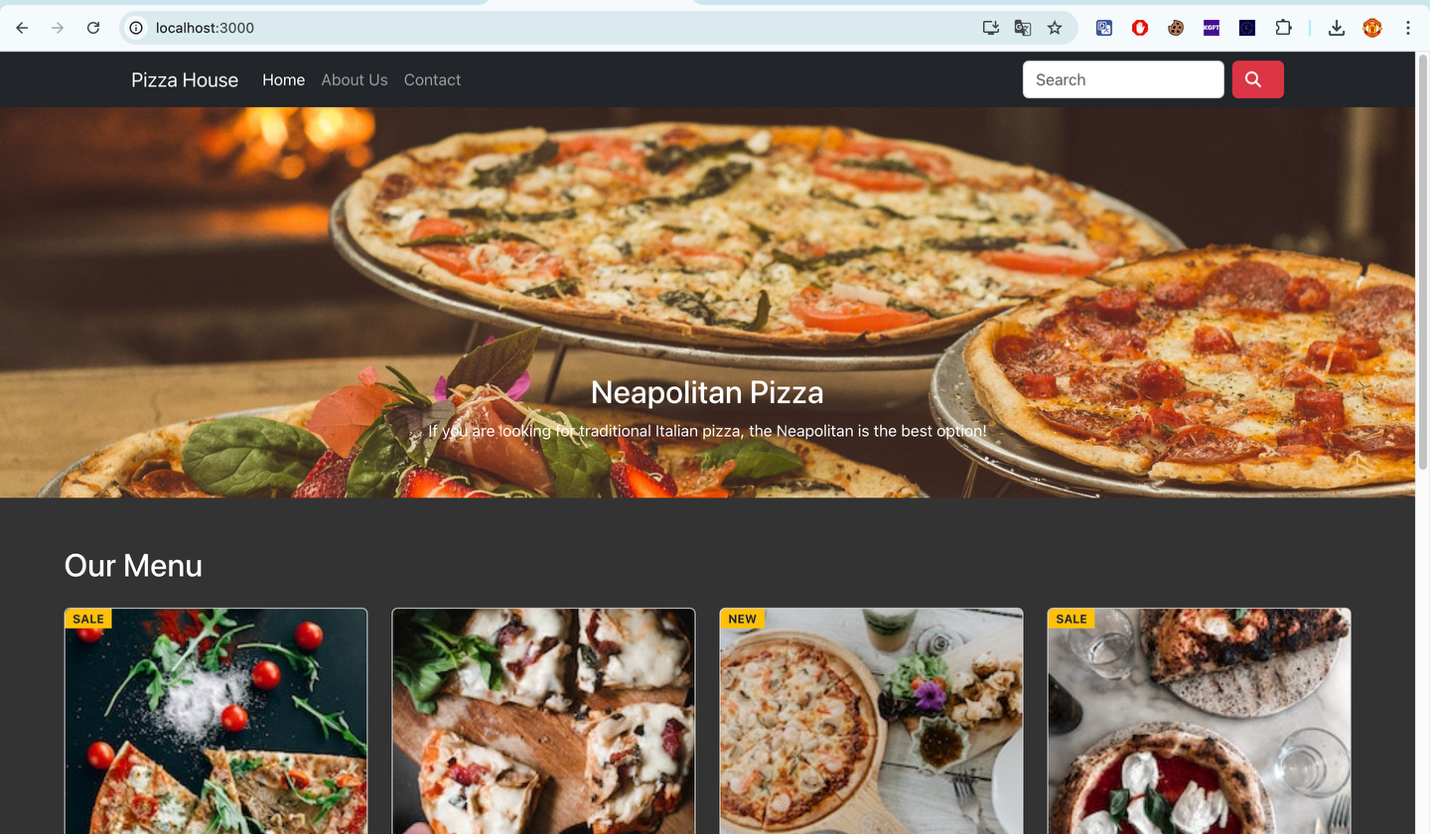 localhost:3000
KGPT
Pizza House Home About Us Contact Search
Neapolitan Pizza
If you are looking for traditional Italian pizza, the Neapolitan is the best option!
Our Menu
SALE NEW SALE